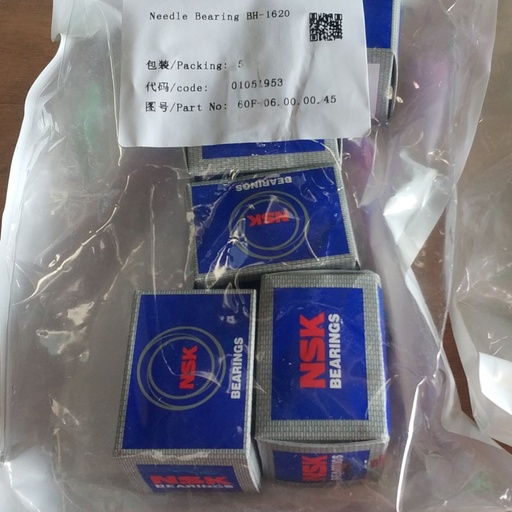 Needle Bearing BH-1620
包装/Packing: 5
代码/code: 01051953
图号/Part No: 60F-06.00.00.45
BEARINGS
BEARINGS
NSK
NSK
BEARINGS
NSK
BEARINGS
NSK
BEARINGS
NSK
BEARINGS